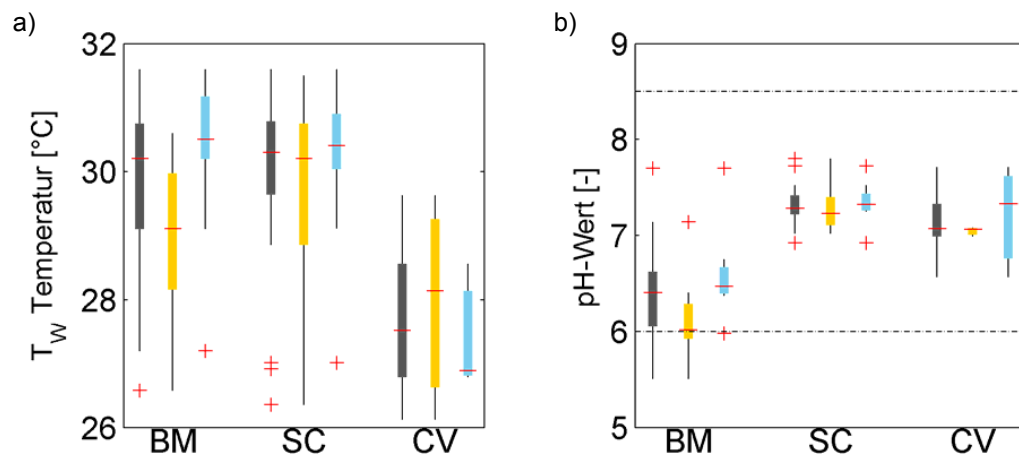 a)
T_W Temperatur [°C]
32
30
28
26
BM SC CV
b)
pH-Wert [-]
9
8
7
6
5
BM SC CV